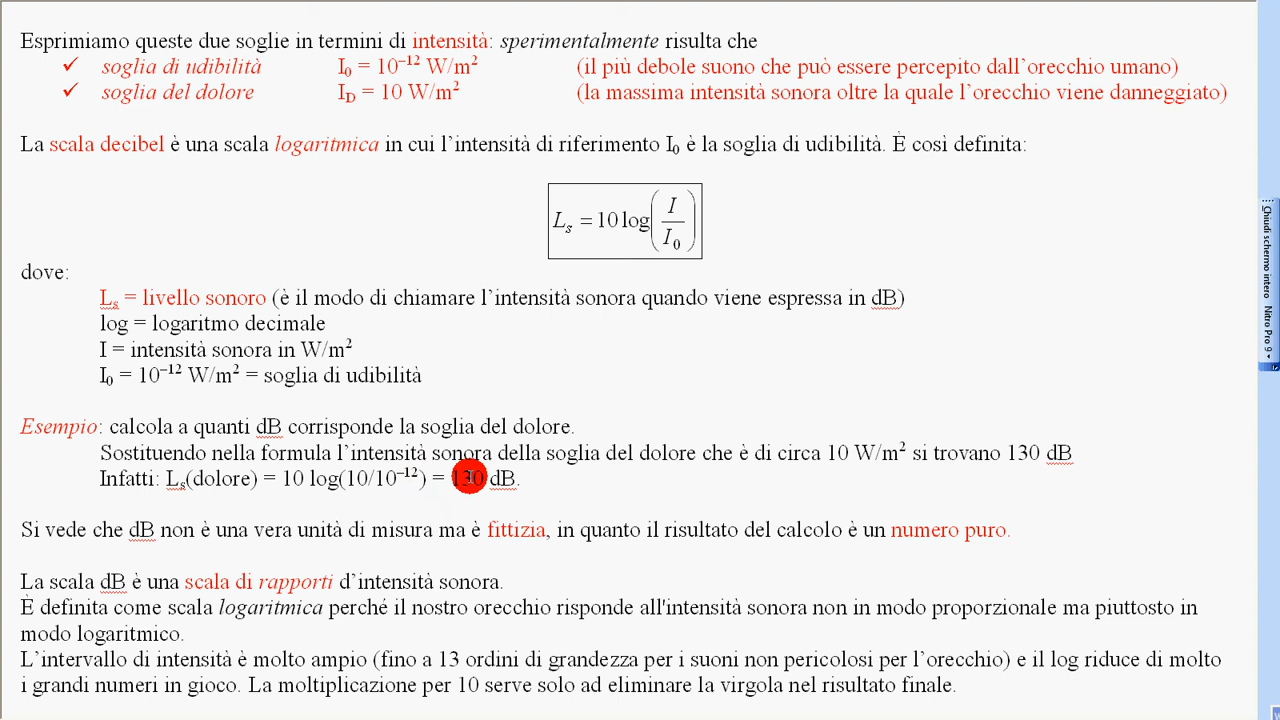 Esprimiamo queste due soglie in termini di intensità: sperimentalmente risulta che
✓ soglia di udibilità I₀ = 10⁻¹² W/m² (il più debole suono che può essere percepito dall'orecchio umano)
✓ soglia del dolore I_D = 10 W/m² (la massima intensità sonora oltre la quale l'orecchio viene danneggiato)
La scala decibel è una scala logaritmica in cui l'intensità di riferimento I₀ è la soglia di udibilità. È così definita:
Lₛ = 10 log(I/I₀)
dove:
Lₛ = livello sonoro (è il modo di chiamare l'intensità sonora quando viene espressa in dB)
log = logaritmo decimale
I = intensità sonora in W/m²
I₀ = 10⁻¹² W/m² = soglia di udibilità
Esempio: calcola a quanti dB corrisponde la soglia del dolore.
Sostituendo nella formula l'intensità sonora della soglia del dolore che è di circa 10 W/m² si trovano 130 dB
Infatti: Lₛ(dolore) = 10 log(10/10⁻¹²) = 130 dB.
Si vede che dB non è una vera unità di misura ma è fittizia, in quanto il risultato del calcolo è un numero puro.
La scala dB è una scala di rapporti d'intensità sonora.
È definita come scala logaritmica perché il nostro orecchio risponde all'intensità sonora non in modo proporzionale ma piuttosto in
modo logaritmico.
L'intervallo di intensità è molto ampio (fino a 13 ordini di grandezza per i suoni non pericolosi per l'orecchio) e il log riduce di molto
i grandi numeri in gioco. La moltiplicazione per 10 serve solo ad eliminare la virgola nel risultato finale.
Chiudi schermo intero Nitro Pro 9